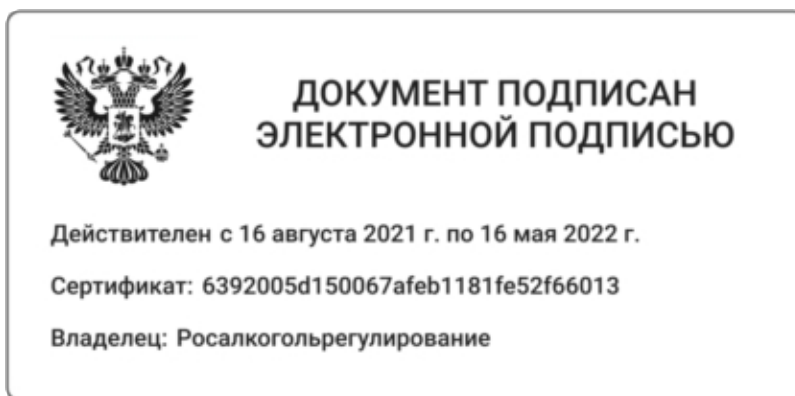 ДОКУМЕНТ ПОДПИСАН
ЭЛЕКТРОННОЙ ПОДПИСЬЮ
Действителен с 16 августа 2021 г. по 16 мая 2022 г.
Сертификат: 6392005d150067afeb1181fe52f66013
Владелец: Росалкогольрегулирование